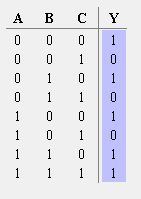 A B C Y
0 0 0 1
0 0 1 0
0 1 0 1
0 1 1 0
1 0 0 1
1 0 1 0
1 1 0 1
1 1 1 1